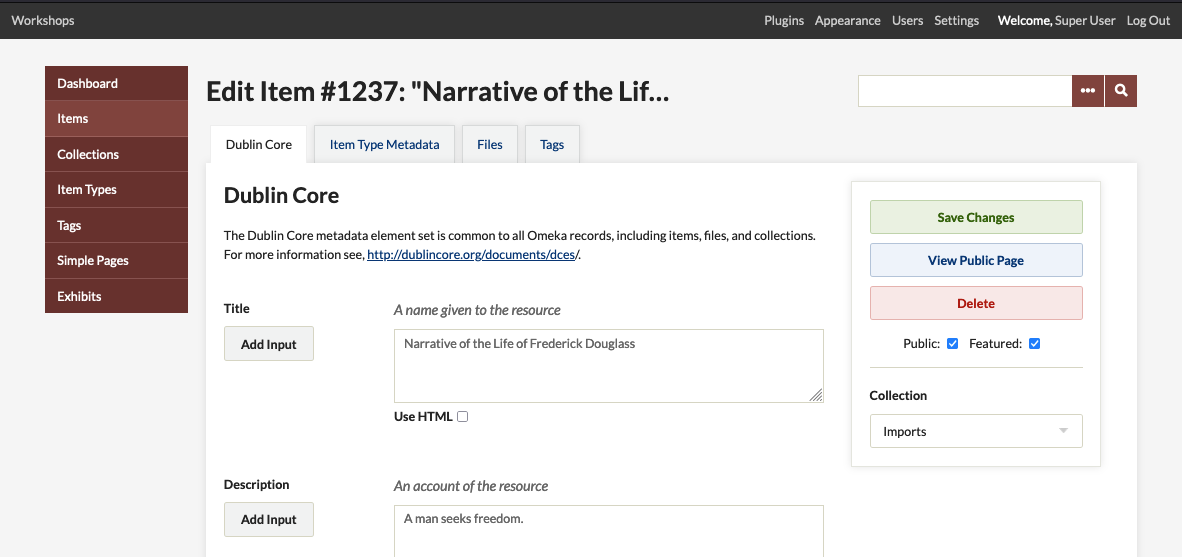 Workshops
Plugins Appearance Users Settings Welcome, Super User Log Out
Dashboard
Items
Collections
Item Types
Tags
Simple Pages
Exhibits
Edit Item #1237: "Narrative of the Lif...
Dublin Core
Item Type Metadata
Files
Tags
Dublin Core
The Dublin Core metadata element set is common to all Omeka records, including items, files, and collections.
For more information see, http://dublincore.org/documents/dces/.
Title
Add Input
A name given to the resource
Narrative of the Life of Frederick Douglass
Use HTML
Description
Add Input
An account of the resource
A man seeks freedom.
Save Changes
View Public Page
Delete
Public: Featured:
Collection
Imports